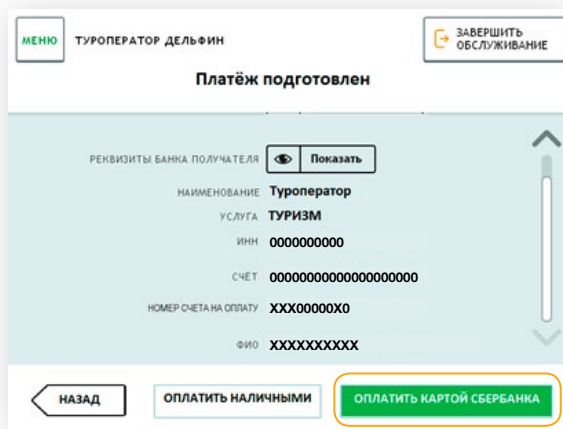 МЕНЮ ТУРОПЕРАТОР ДЕЛЬФИН ЗАВЕРШИТЬ
ОБСЛУЖИВАНИЕ
Платёж подготовлен
РЕКВИЗИТЫ БАНКА ПОЛУЧАТЕЛЯ Показать
НАИМЕНОВАНИЕ Туроператор
УСЛУГА ТУРИЗМ
ИНН 0000000000
СЧЕТ 00000000000000000000
НОМЕР СЧЕТА НА ОПЛАТУ XXX00000X0
ФИО XXXXXXXXXX
НАЗАД ОПЛАТИТЬ НАЛИЧНЫМИ ОПЛАТИТЬ КАРТОЙ СБЕРБАНКА